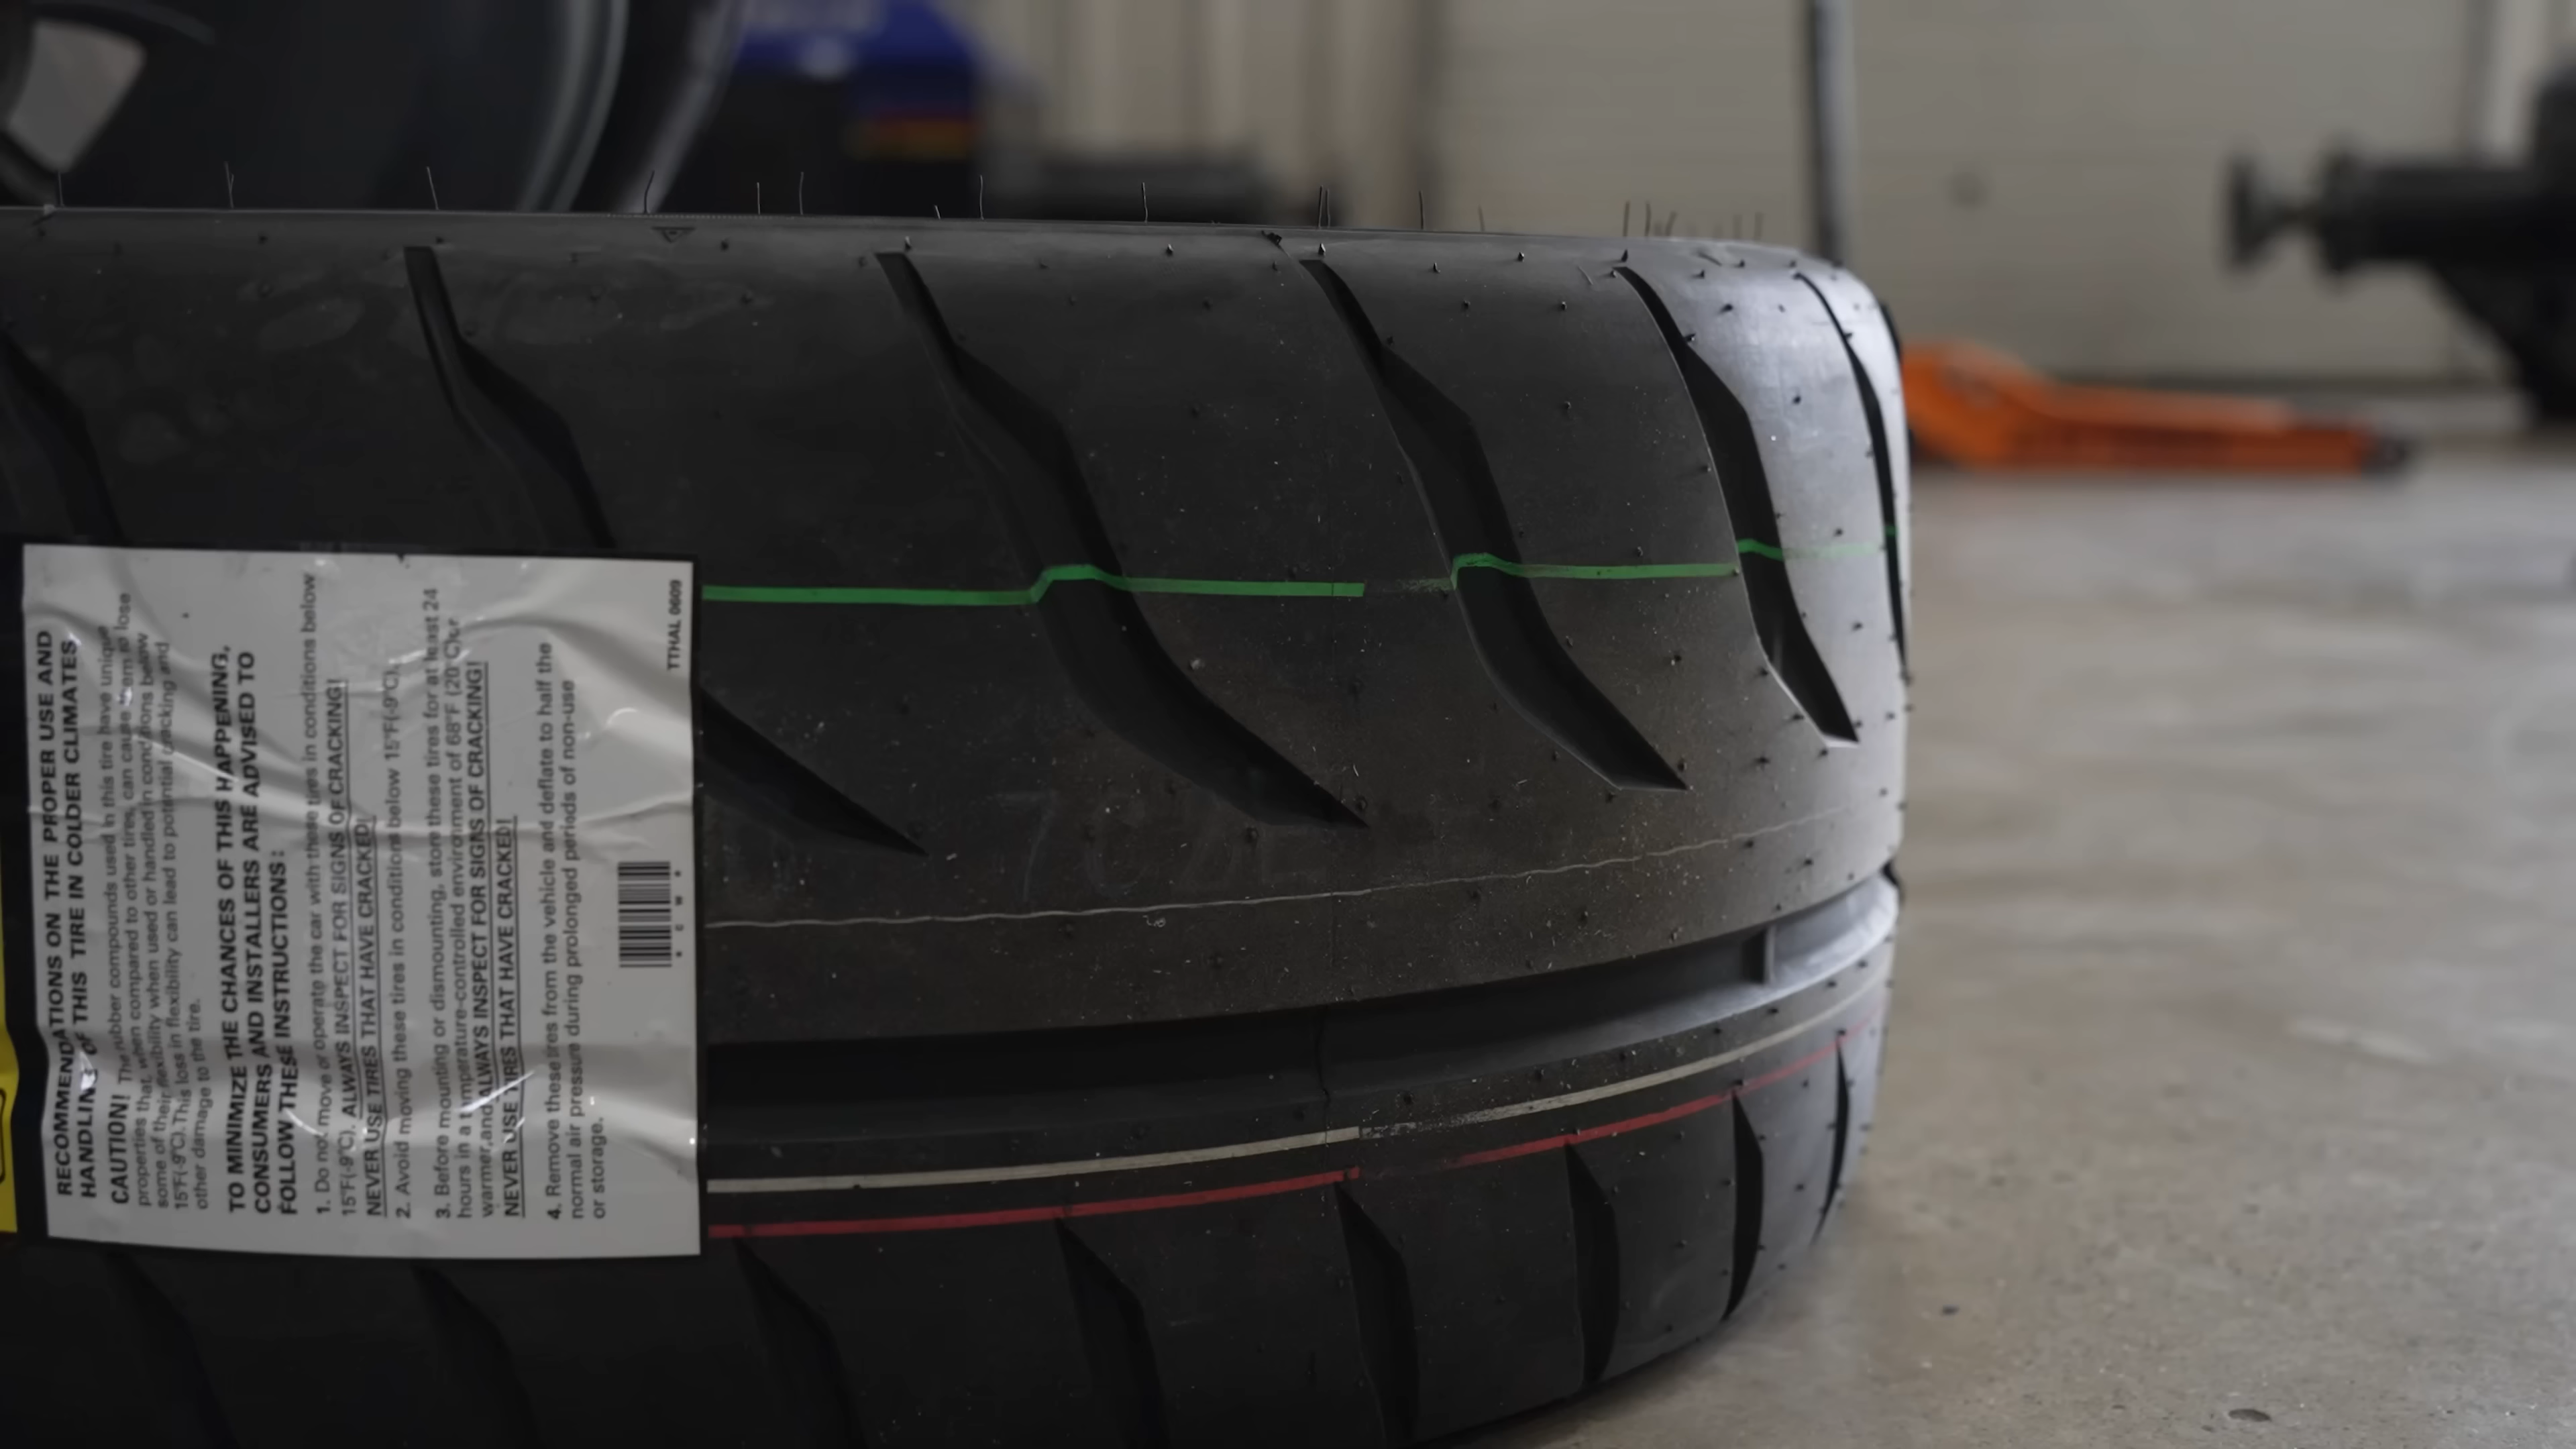 RECOMMENDATIONS ON THE PROPER USE AND
HANDLING OF THIS TIRE IN COLDER CLIMATES
CAUTION! The rubber compounds used in this tire have unique
properties that, when compared to other tires, can cause them to lose
some of their flexibility when used or handled in conditions below
15°F(-9°C). This loss in flexibility can lead to potential cracking and
other damage to the tire.
TO MINIMIZE THE CHANCES OF THIS HAPPENING,
CONSUMERS AND INSTALLERS ARE ADVISED TO
FOLLOW THESE INSTRUCTIONS:
1. Do not move or operate the car with these tires in conditions below
15°F(-9°C). ALWAYS INSPECT FOR SIGNS OF CRACKING!
NEVER USE TIRES THAT HAVE CRACKED!
2. Avoid moving these tires in conditions below 15°F(-9°C).
3. Before mounting or dismounting, store these tires for at least 24
hours in a temperature-controlled environment of 68°F (20°C) or
warmer, and ALWAYS INSPECT FOR SIGNS OF CRACKING!
NEVER USE TIRES THAT HAVE CRACKED!
4. Remove these tires from the vehicle and deflate to half the
normal air pressure during prolonged periods of non-use
or storage.
TTHAL 0609